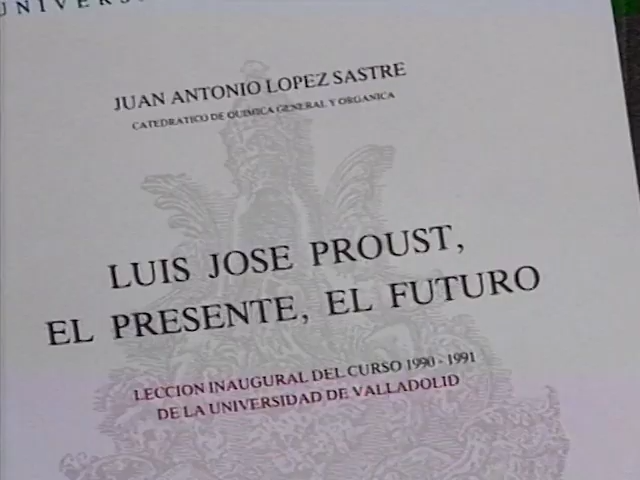 JUAN ANTONIO LOPEZ SASTRE
CATEDRATICO DE QUIMICA GENERAL Y ORGANICA
LUIS JOSE PROUST,
EL PRESENTE, EL FUTURO
LECCION INAUGURAL DEL CURSO 1990 - 1991
DE LA UNIVERSIDAD DE VALLADOLID